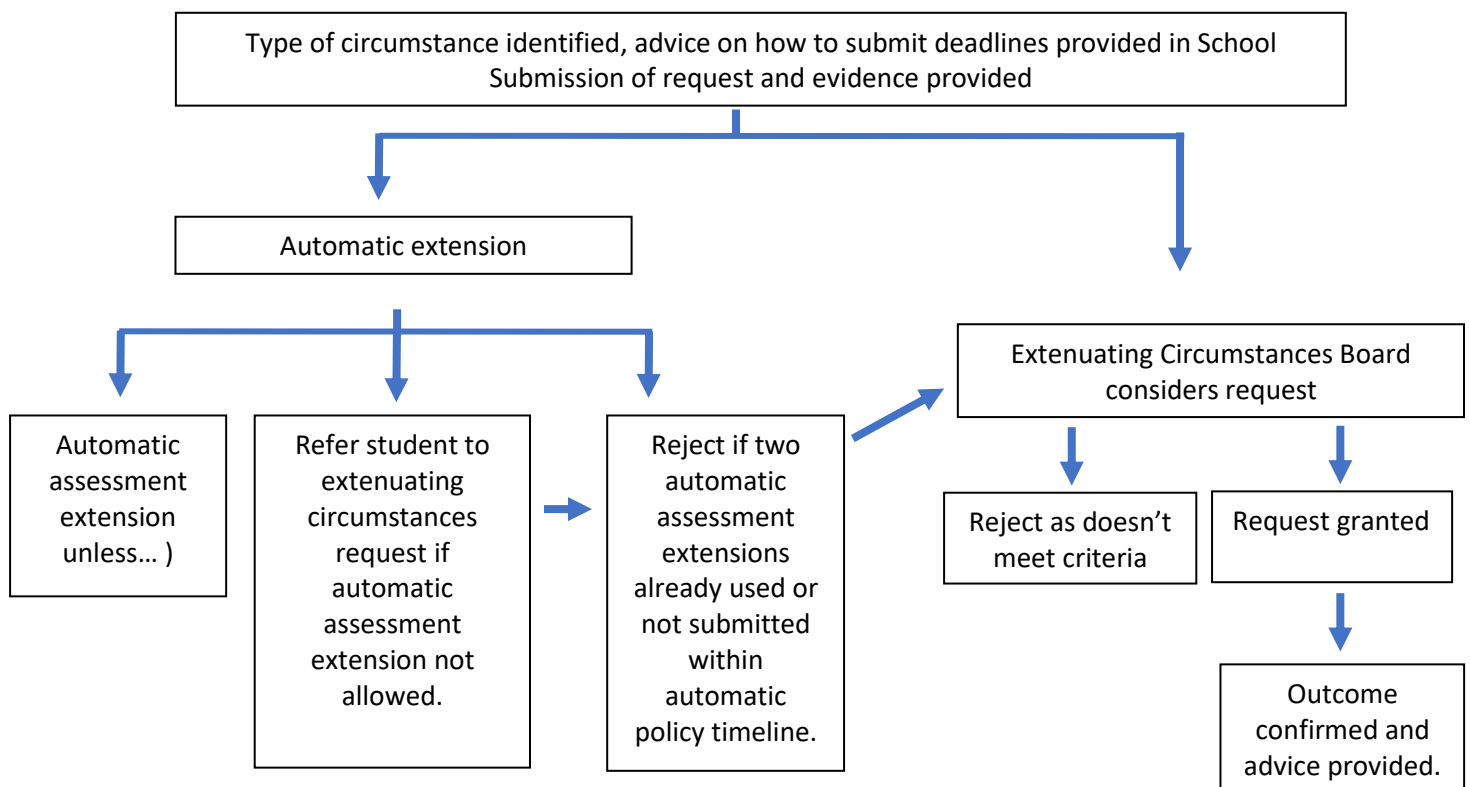 Type of circumstance identified, advice on how to submit deadlines provided in School
Submission of request and evidence provided
Automatic extension
Extenuating Circumstances Board
considers request
Automatic
assessment
extension
unless… )
Refer student to
extenuating
circumstances
request if
automatic
assessment
extension not
allowed.
Reject if two
automatic
assessment
extensions
already used or
not submitted
within
automatic
policy timeline.
Reject as doesn’t
meet criteria
Request granted
Outcome
confirmed and
advice provided.